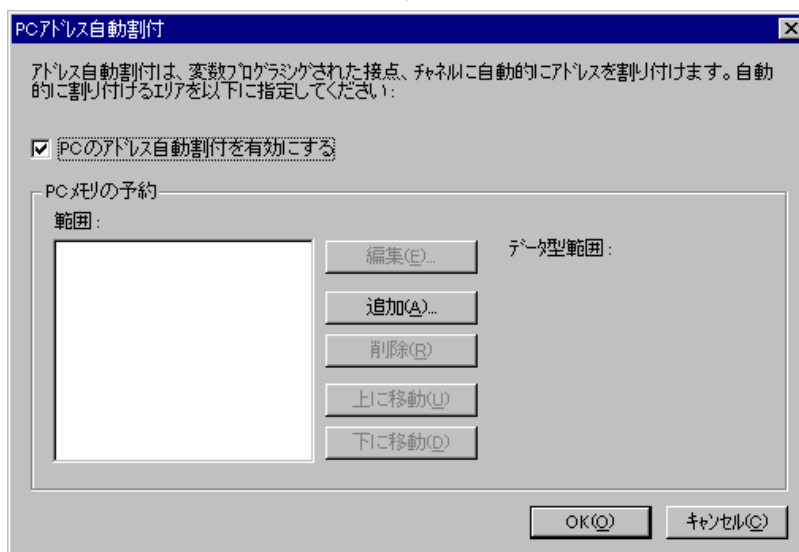 PCｱﾄﾞﾚｽ自動割付
ｱﾄﾞﾚｽ自動割付は、変数ﾌﾟﾛｸﾞﾗﾐﾝｸﾞされた接点、ﾁｬﾈﾙに自動的にｱﾄﾞﾚｽを割り付けます。自動
的に割り付けるｴﾘｱを以下に指定してください:
PCのｱﾄﾞﾚｽ自動割付を有効にする
PCﾒﾓﾘの予約
範囲:
編集(E)...
ﾃﾞｰﾀ型範囲:
追加(A)...
削除(R)
上に移動(U)
下に移動(D)
OK(O)
ｷｬﾝｾﾙ(C)